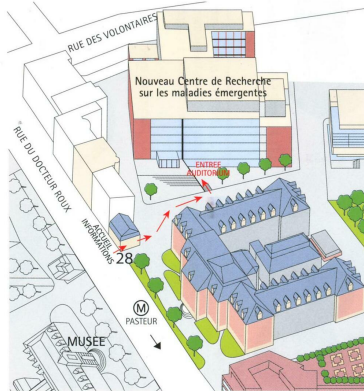 RUE DES VOLONTAIRES
Nouveau Centre de Recherche
sur les maladies émergentes
RUE DU DOCTEUR ROUX
ENTREE
AUDITORIUM
ACCUEIL
INFORMATIONS
28
M
PASTEUR
MUSEE